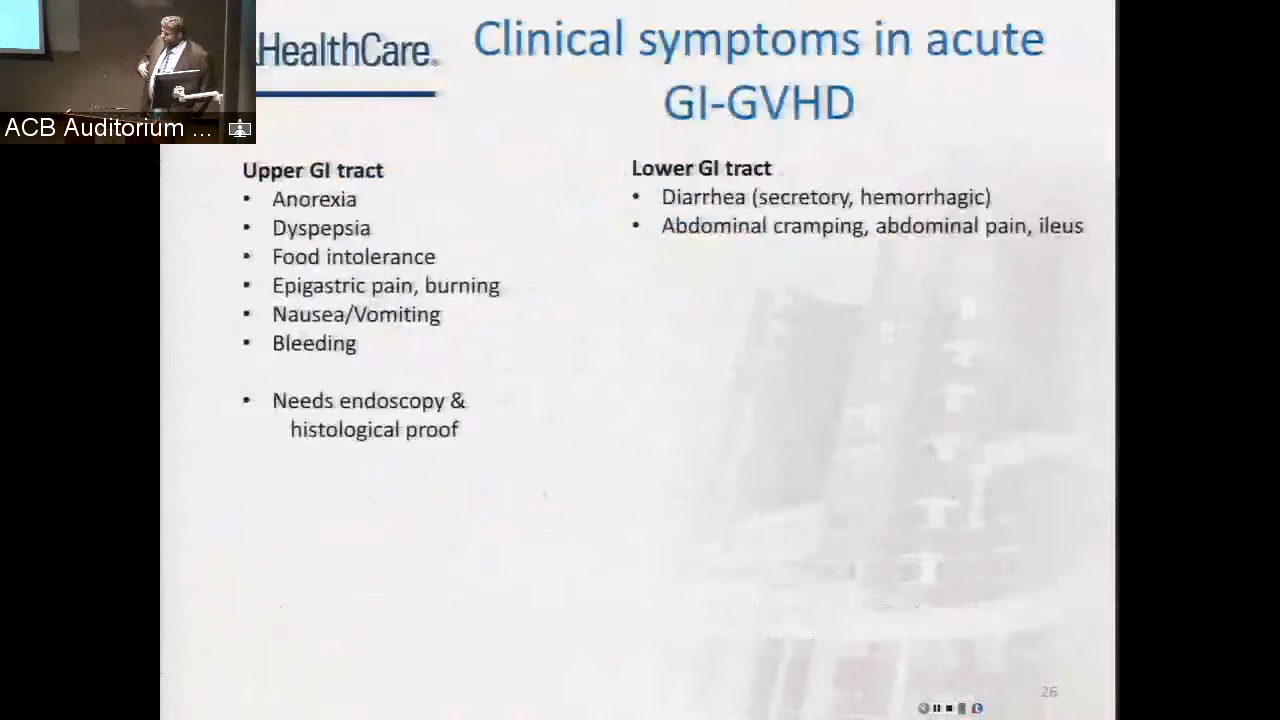 HealthCare®
Clinical symptoms in acute
GI-GVHD
ACB Auditorium ...
Upper GI tract
• Anorexia
• Dyspepsia
• Food intolerance
• Epigastric pain, burning
• Nausea/Vomiting
• Bleeding
• Needs endoscopy &
histological proof
Lower GI tract
• Diarrhea (secretory, hemorrhagic)
• Abdominal cramping, abdominal pain, ileus
26